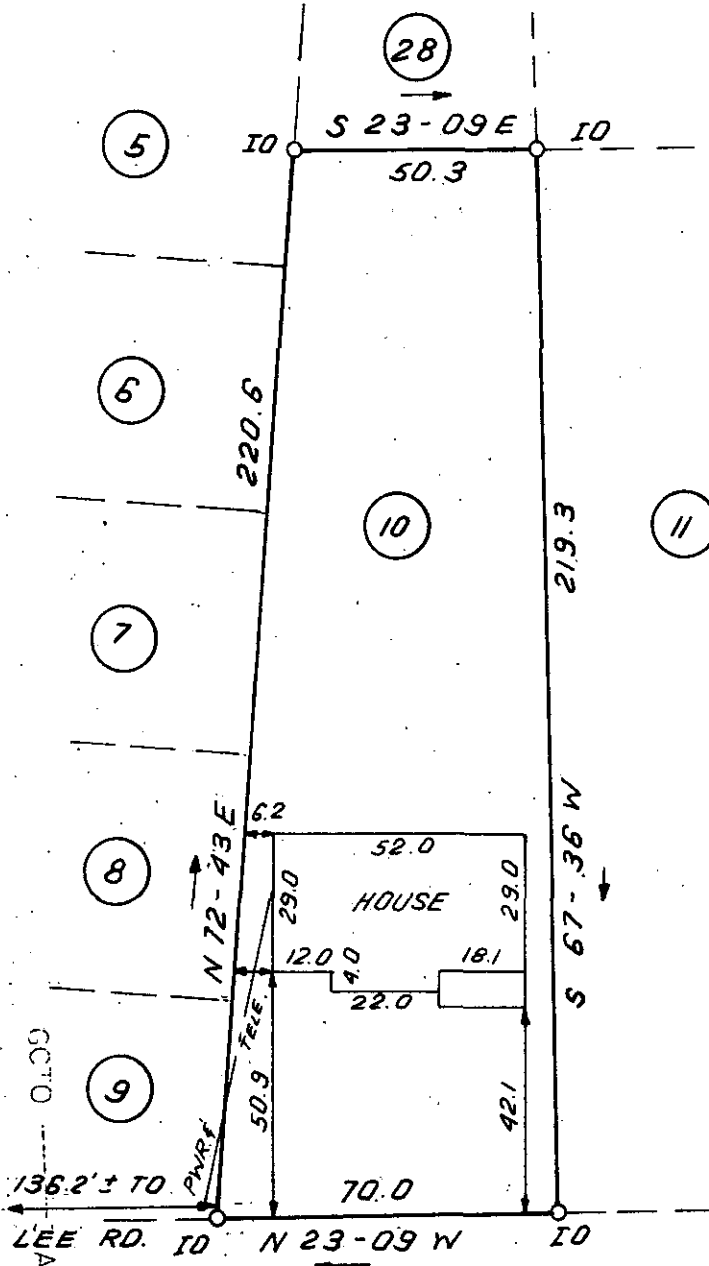 28
S 23-09 E
IO
IO
50.3
5
6
220.6
10
11
219.3
7
N 72-43 E
6.2
52.0
8
29.0
HOUSE
29.0
S 67-36 W
12.0
4.0
18.1
22.0
TELE.
PWR.&
50.9
42.1
9
GCTO
A
136.2' ± TO
LEE RD.
70.0
IO
N 23-09 W
IO